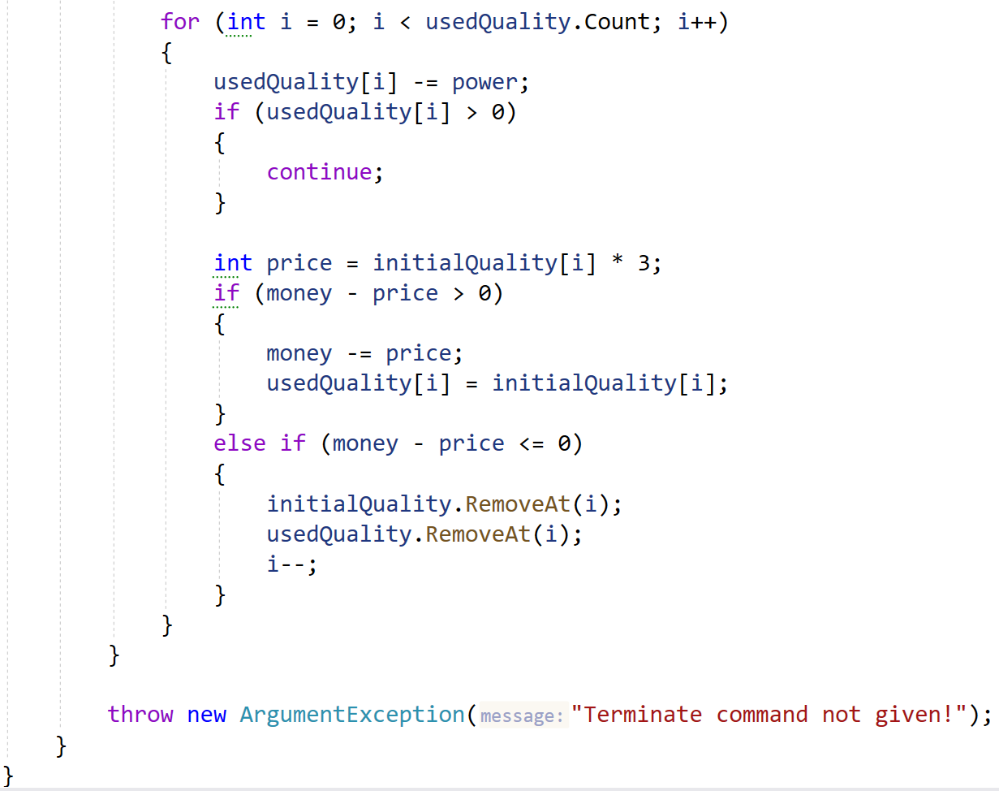 for (int i = 0; i < usedQuality.Count; i++)
{
usedQuality[i] -= power;
if (usedQuality[i] > 0)
{
continue;
}
int price = initialQuality[i] * 3;
if (money - price > 0)
{
money -= price;
usedQuality[i] = initialQuality[i];
}
else if (money - price <= 0)
{
initialQuality.RemoveAt(i);
usedQuality.RemoveAt(i);
i--;
}
}
}
throw new ArgumentException(message: "Terminate command not given!");
}
}